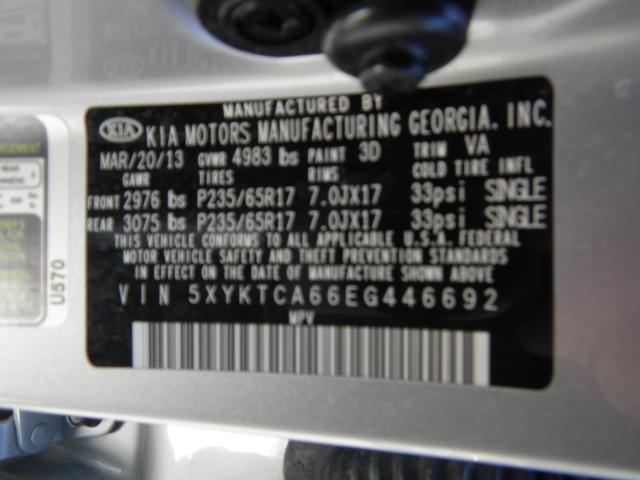 MANUFACTURED BY
KIA KIA MOTORS MANUFACTURING GEORGIA. INC.
MAR/20/13 GVWR 4983 lbs PAINT 3D TRIM VA
GAWR TIRES RIMS COLD TIRE INFL
FRONT 2976 lbs P235/65R17 7.0JX17 33psi SINGLE
REAR 3075 lbs P235/65R17 7.0JX17 33psi SINGLE
THIS VEHICLE CONFORMS TO ALL APPLICABLE U.S.A. FEDERAL
MOTOR VEHICLE SAFETY AND THEFT PREVENTION STANDARDS
IN EFFECT ON THE DATE OF MANUFACTURE SHOWN ABOVE
VIN 5XYKTCA66EG446692
MPV
U570